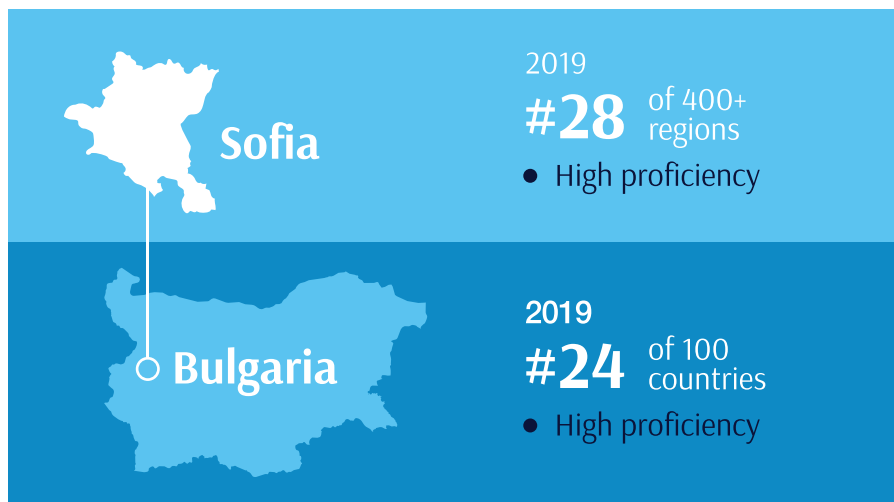 Sofia
2019
#28 of 400+
regions
• High proficiency
Bulgaria
2019
#24 of 100
countries
• High proficiency